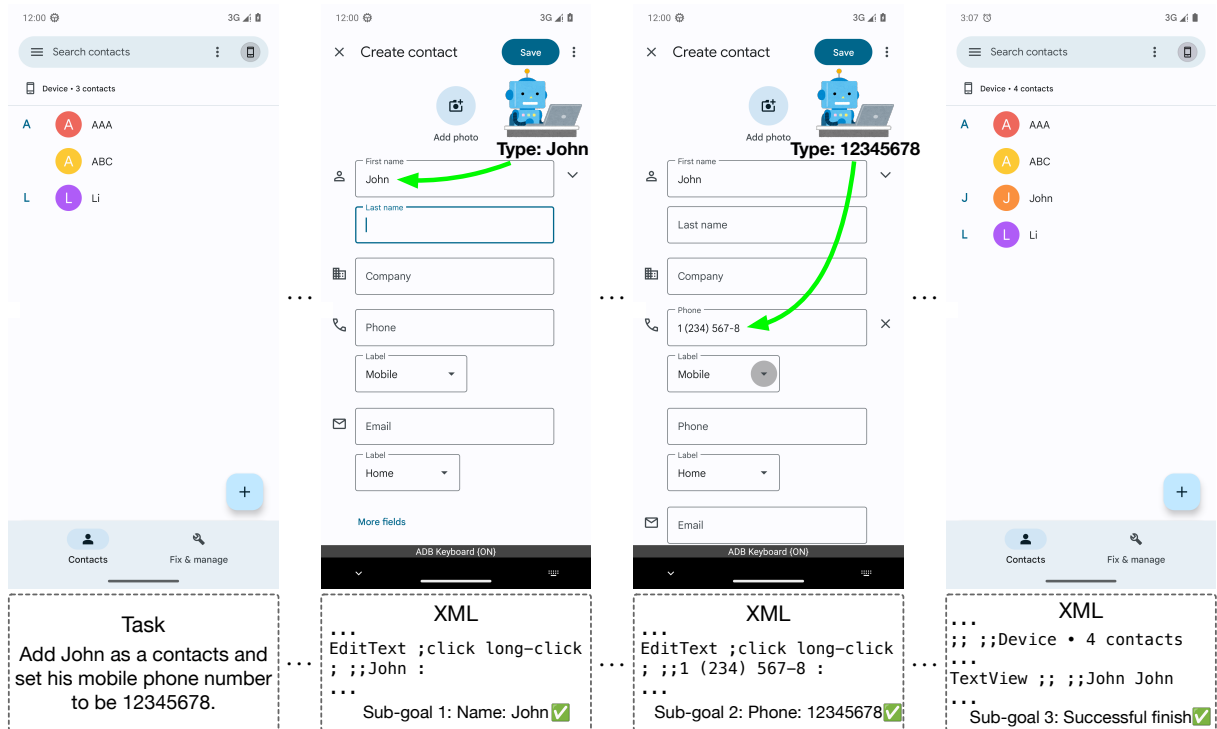 12:00
3G
Search contacts
Device • 3 contacts
A
A
AAA
A
ABC
L
L
Li
+
Contacts
Fix & manage
Task
Add John as a contacts and
set his mobile phone number
to be 12345678.
...
...
12:00
3G
Create contact
Save
Add photo
Type: John
First name
John
Last name
Company
Phone
Label
Mobile
Email
Label
Home
More fields
ADB Keyboard {ON}
XML
...
EditText ;click long-click
; ;;John :
...
Sub-goal 1: Name: John
...
...
12:00
3G
Create contact
Save
Add photo
Type: 12345678
First name
John
Last name
Company
Phone
1 (234) 567-8
Label
Mobile
Phone
Label
Home
Email
ADB Keyboard {ON}
XML
...
EditText ;click long-click
; ;;1 (234) 567-8 :
...
Sub-goal 2: Phone: 12345678
...
...
3:07
3G
Search contacts
Device • 4 contacts
A
A
AAA
A
ABC
J
J
John
L
L
Li
+
Contacts
Fix & manage
XML
...
;; ;;Device • 4 contacts
...
TextView ;; ;;John John
...
Sub-goal 3: Successful finish